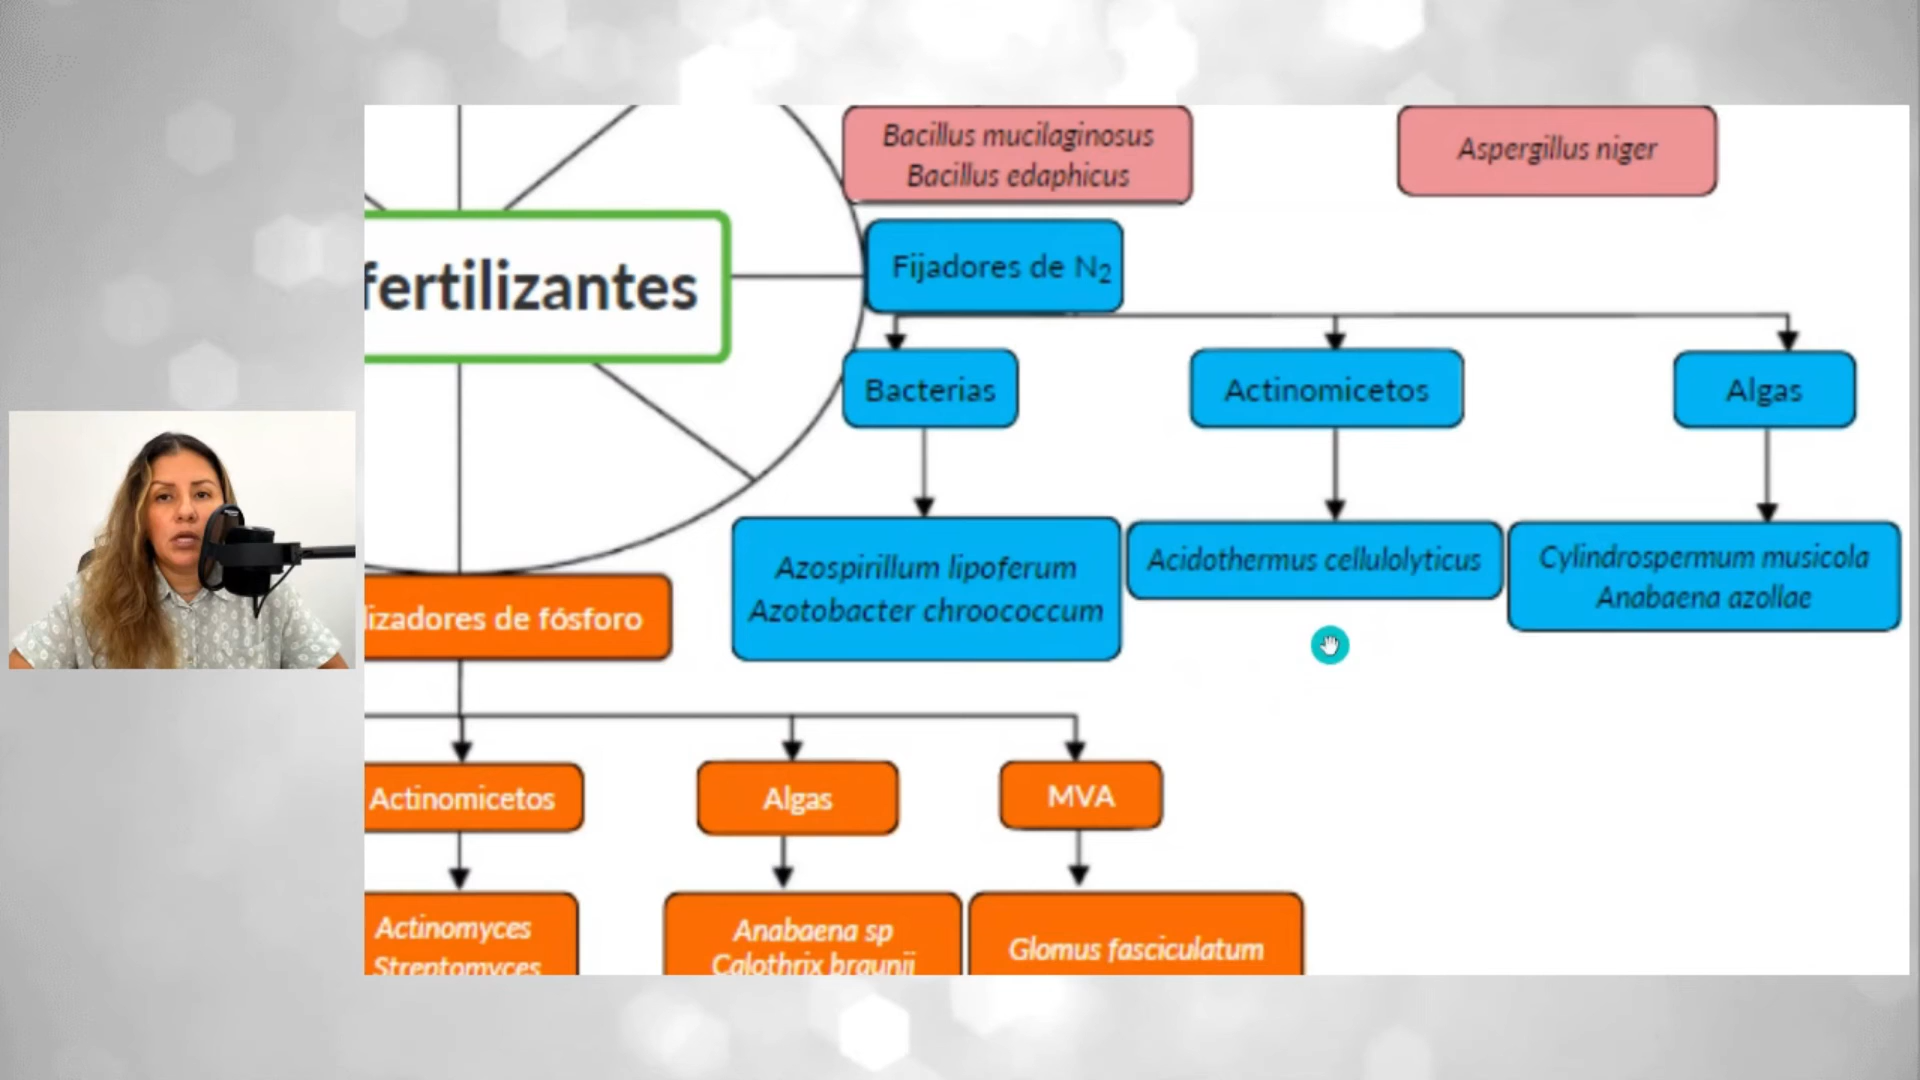 Bacillus mucilaginosus
Bacillus edaphicus
Aspergillus niger
fertilizantes
Fijadores de N₂
Bacterias
Actinomicetos
Algas
Azospirillum lipoferum
Azotobacter chroococcum
Acidothermus cellulolyticus
Cylindrospermum musicola
Anabaena azollae
lizadores de fósforo
Actinomicetos
Algas
MVA
Actinomyces
Streptomyces
Anabaena sp
Calothrix braunii
Glomus fasciculatum